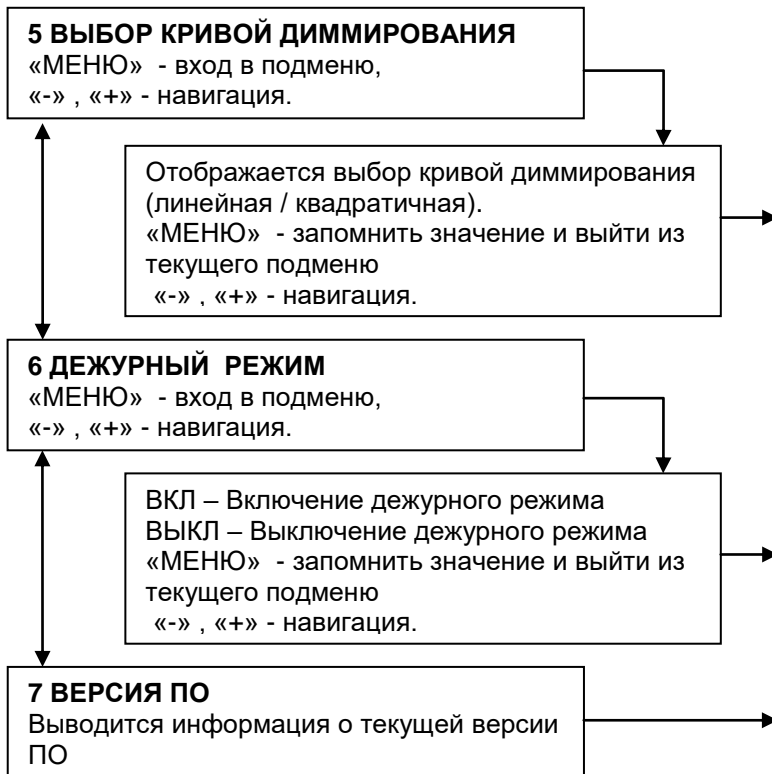 5 ВЫБОР КРИВОЙ ДИММИРОВАНИЯ
«МЕНЮ» - вход в подменю,
«-» , «+» - навигация.
Отображается выбор кривой диммирования
(линейная / квадратичная).
«МЕНЮ» - запомнить значение и выйти из
текущего подменю
«-» , «+» - навигация.
6 ДЕЖУРНЫЙ РЕЖИМ
«МЕНЮ» - вход в подменю,
«-» , «+» - навигация.
ВКЛ – Включение дежурного режима
ВЫКЛ – Выключение дежурного режима
«МЕНЮ» - запомнить значение и выйти из
текущего подменю
«-» , «+» - навигация.
7 ВЕРСИЯ ПО
Выводится информация о текущей версии
ПО